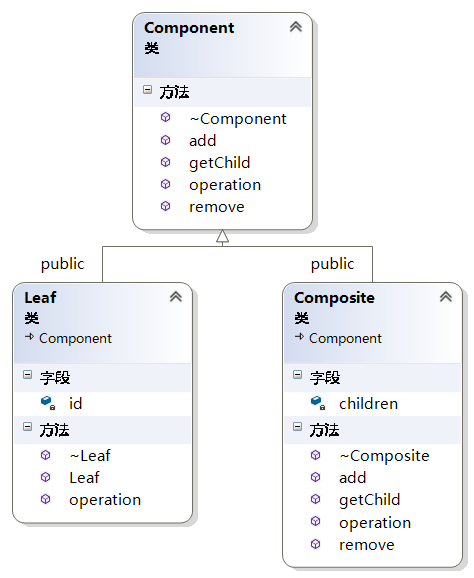 Component
类
方法
~Component
add
getChild
operation
remove
public
public
Leaf
类
Component
字段
id
方法
~Leaf
Leaf
operation
Composite
类
Component
字段
children
方法
~Composite
add
getChild
operation
remove